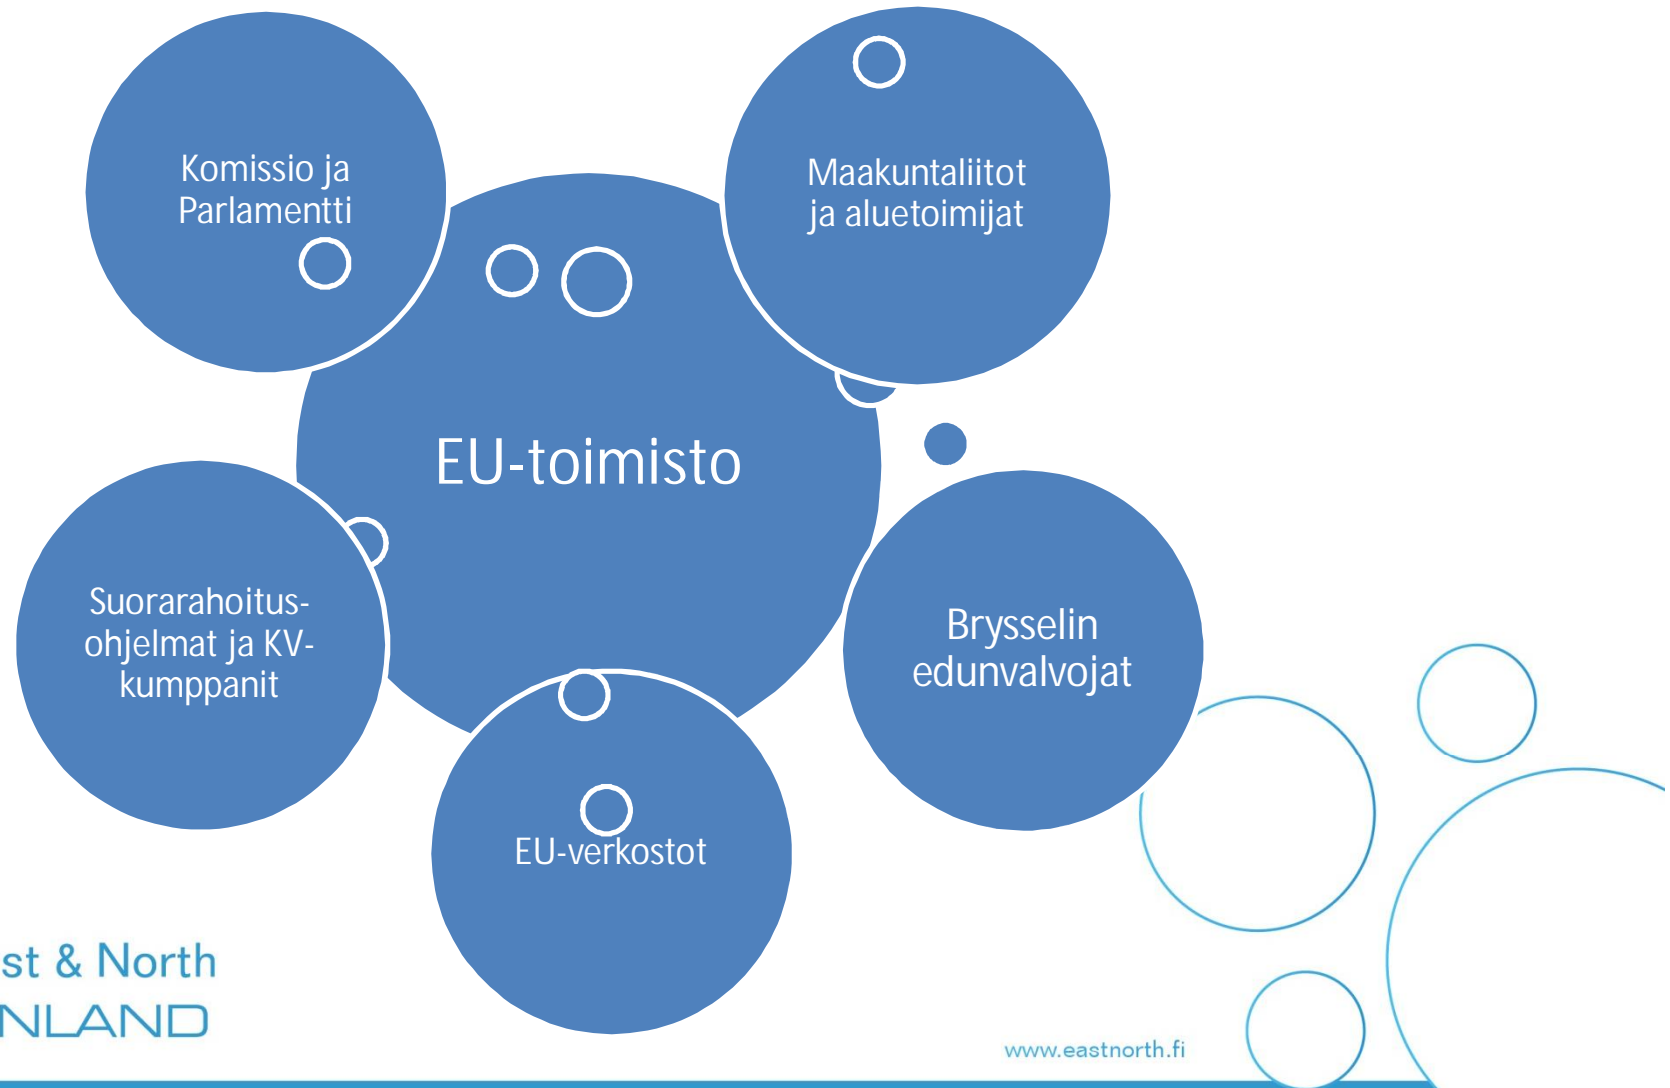 Komissio ja
Parlamentti
Maakuntaliitot
ja aluetoimijat
EU-toimisto
Suorarahoitus-
ohjelmat ja KV-
kumppanit
Brysselin
edunvalvojat
EU-verkostot
st & North
NLAND
www.eastnorth.fi